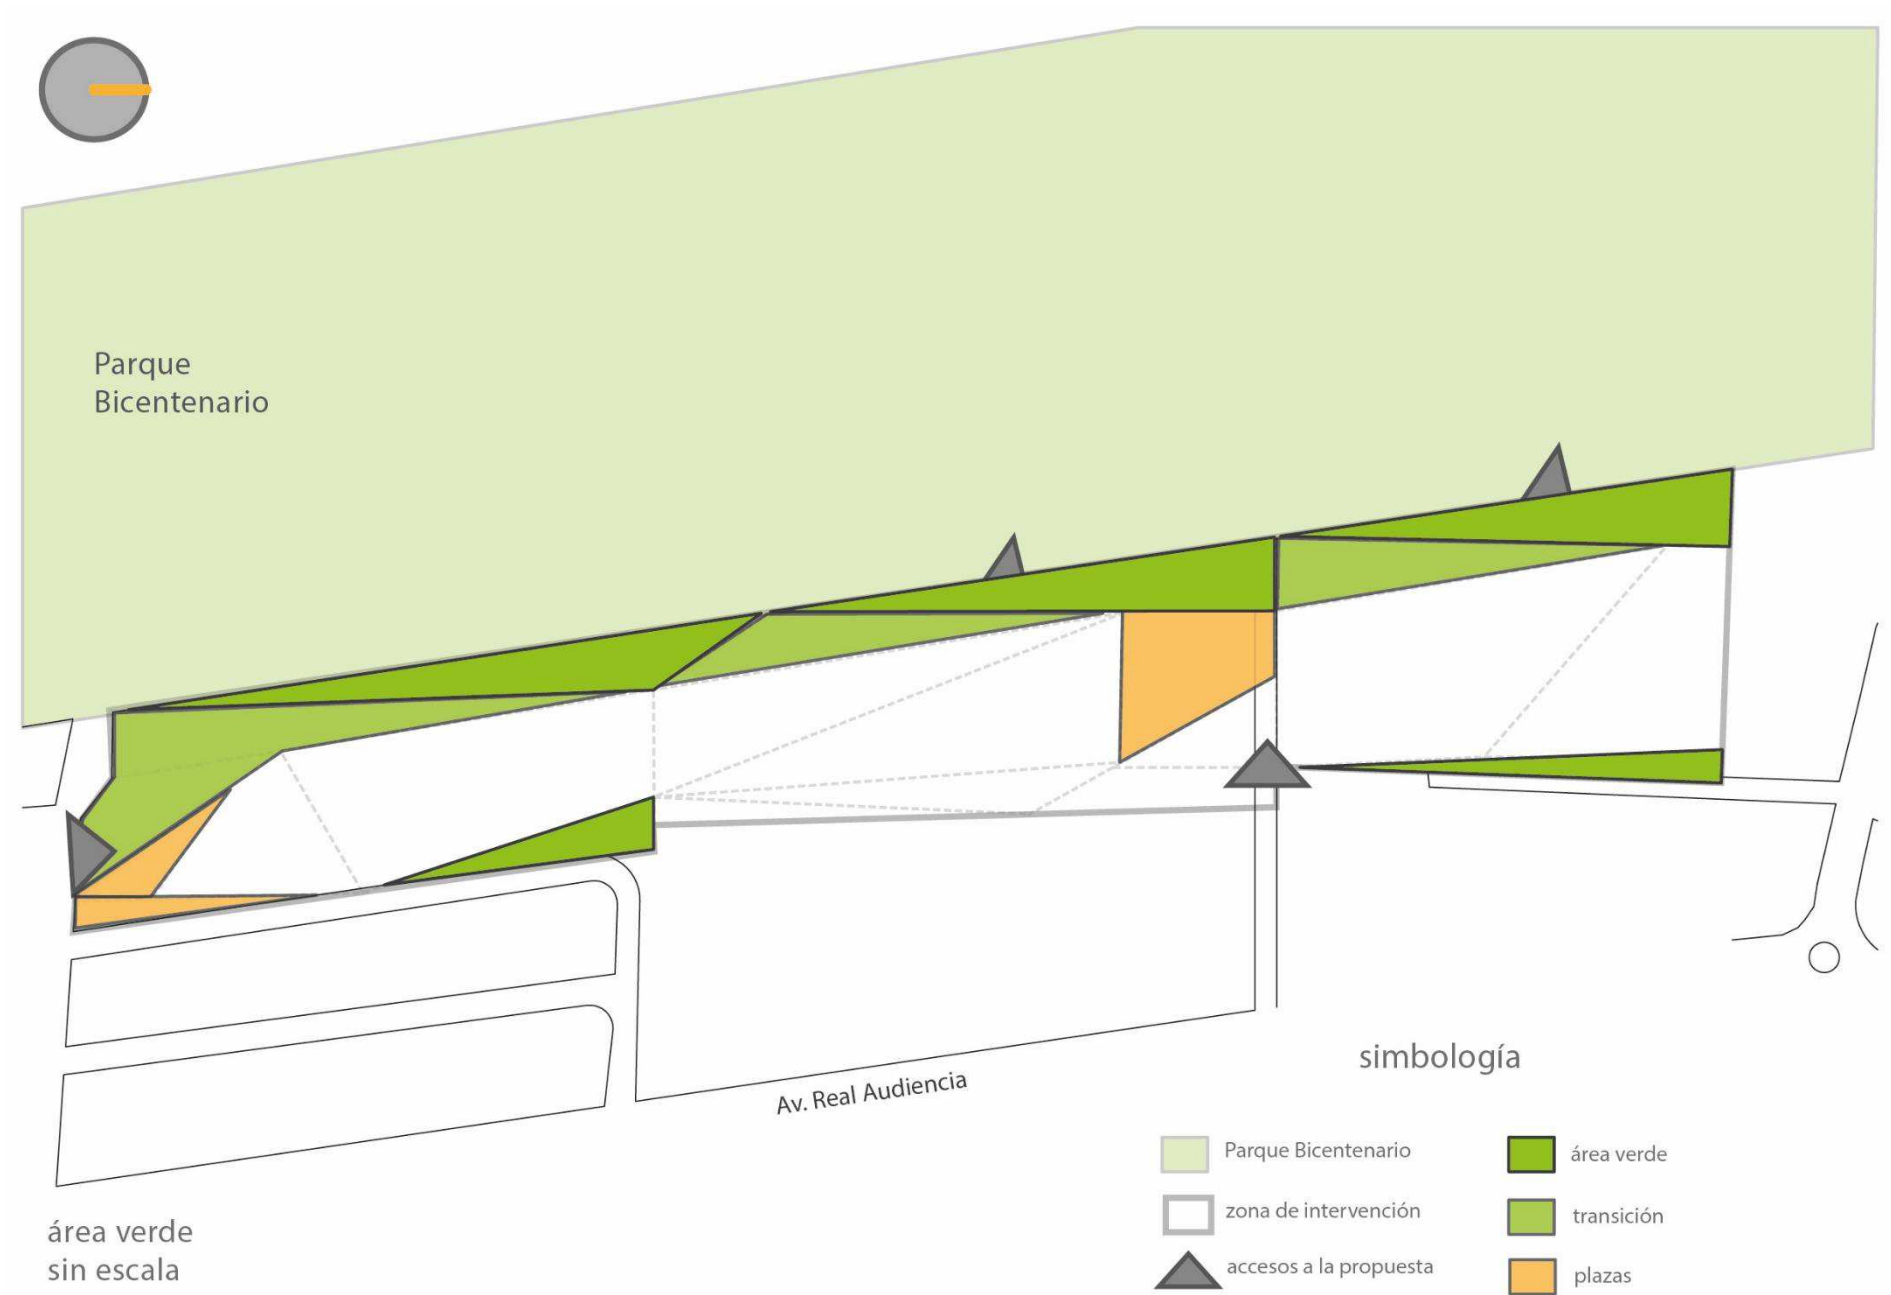 Parque
Bicentenario
Av. Real Audiencia
simbología
Parque Bicentenario
área verde
zona de intervención
transición
accesos a la propuesta
plazas
área verde
sin escala